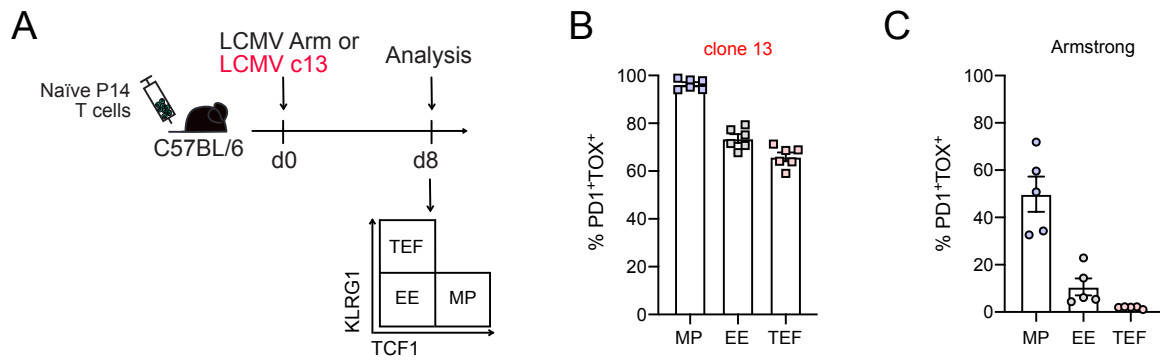 A
LCMV Arm or
LCMV c13
Analysis
Naïve P14
T cells
C57BL/6
d0
d8
TEF
EE
MP
KLRG1
TCF1
B
clone 13
% PD1⁺TOX⁺
100
80
60
40
20
0
MP
EE
TEF
C
Armstrong
% PD1⁺TOX⁺
100
80
60
40
20
0
MP
EE
TEF